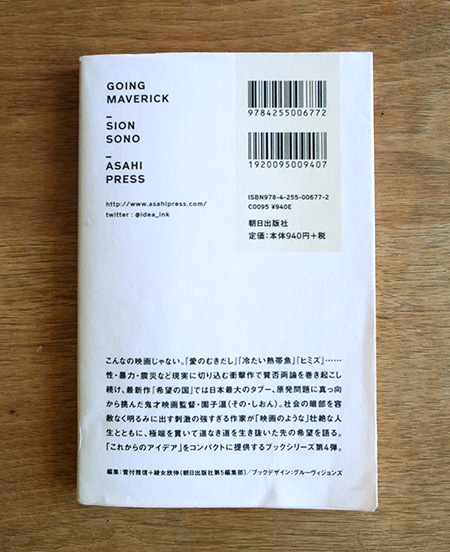 GOING
MAVERICK
–
SION
SONO
–
ASAHI
PRESS
http://www.asahipress.com/
twitter : @idea_ink
9784255006772
1920095009407
ISBN978-4-255-00677-2
C0095 ¥940E
朝日出版社
定価:本体940円+税
こんなの映画じゃない。「愛のむきだし」「冷たい熱帯魚」「ヒミズ」……
性・暴力・震災など現実に切り込む衝撃作で賛否両論を巻き起こし
続け、最新作「希望の国」では日本最大のタブー、原発問題に真っ向
から挑んだ鬼才映画監督・園子温(その・しおん)。社会の暗部を容
赦なく明るみに出す刺激の強すぎる作家が“映画のような”壮絶な人
生とともに、極端を貫いて道なき道を生き抜いた先の希望を語る。
「これからのアイデア」をコンパクトに提供するブックシリーズ第4弾。
編集:菅付雅信+綾女欣伸(朝日出版社第5編集部)/ブックデザイン:グルーヴィジョンズ